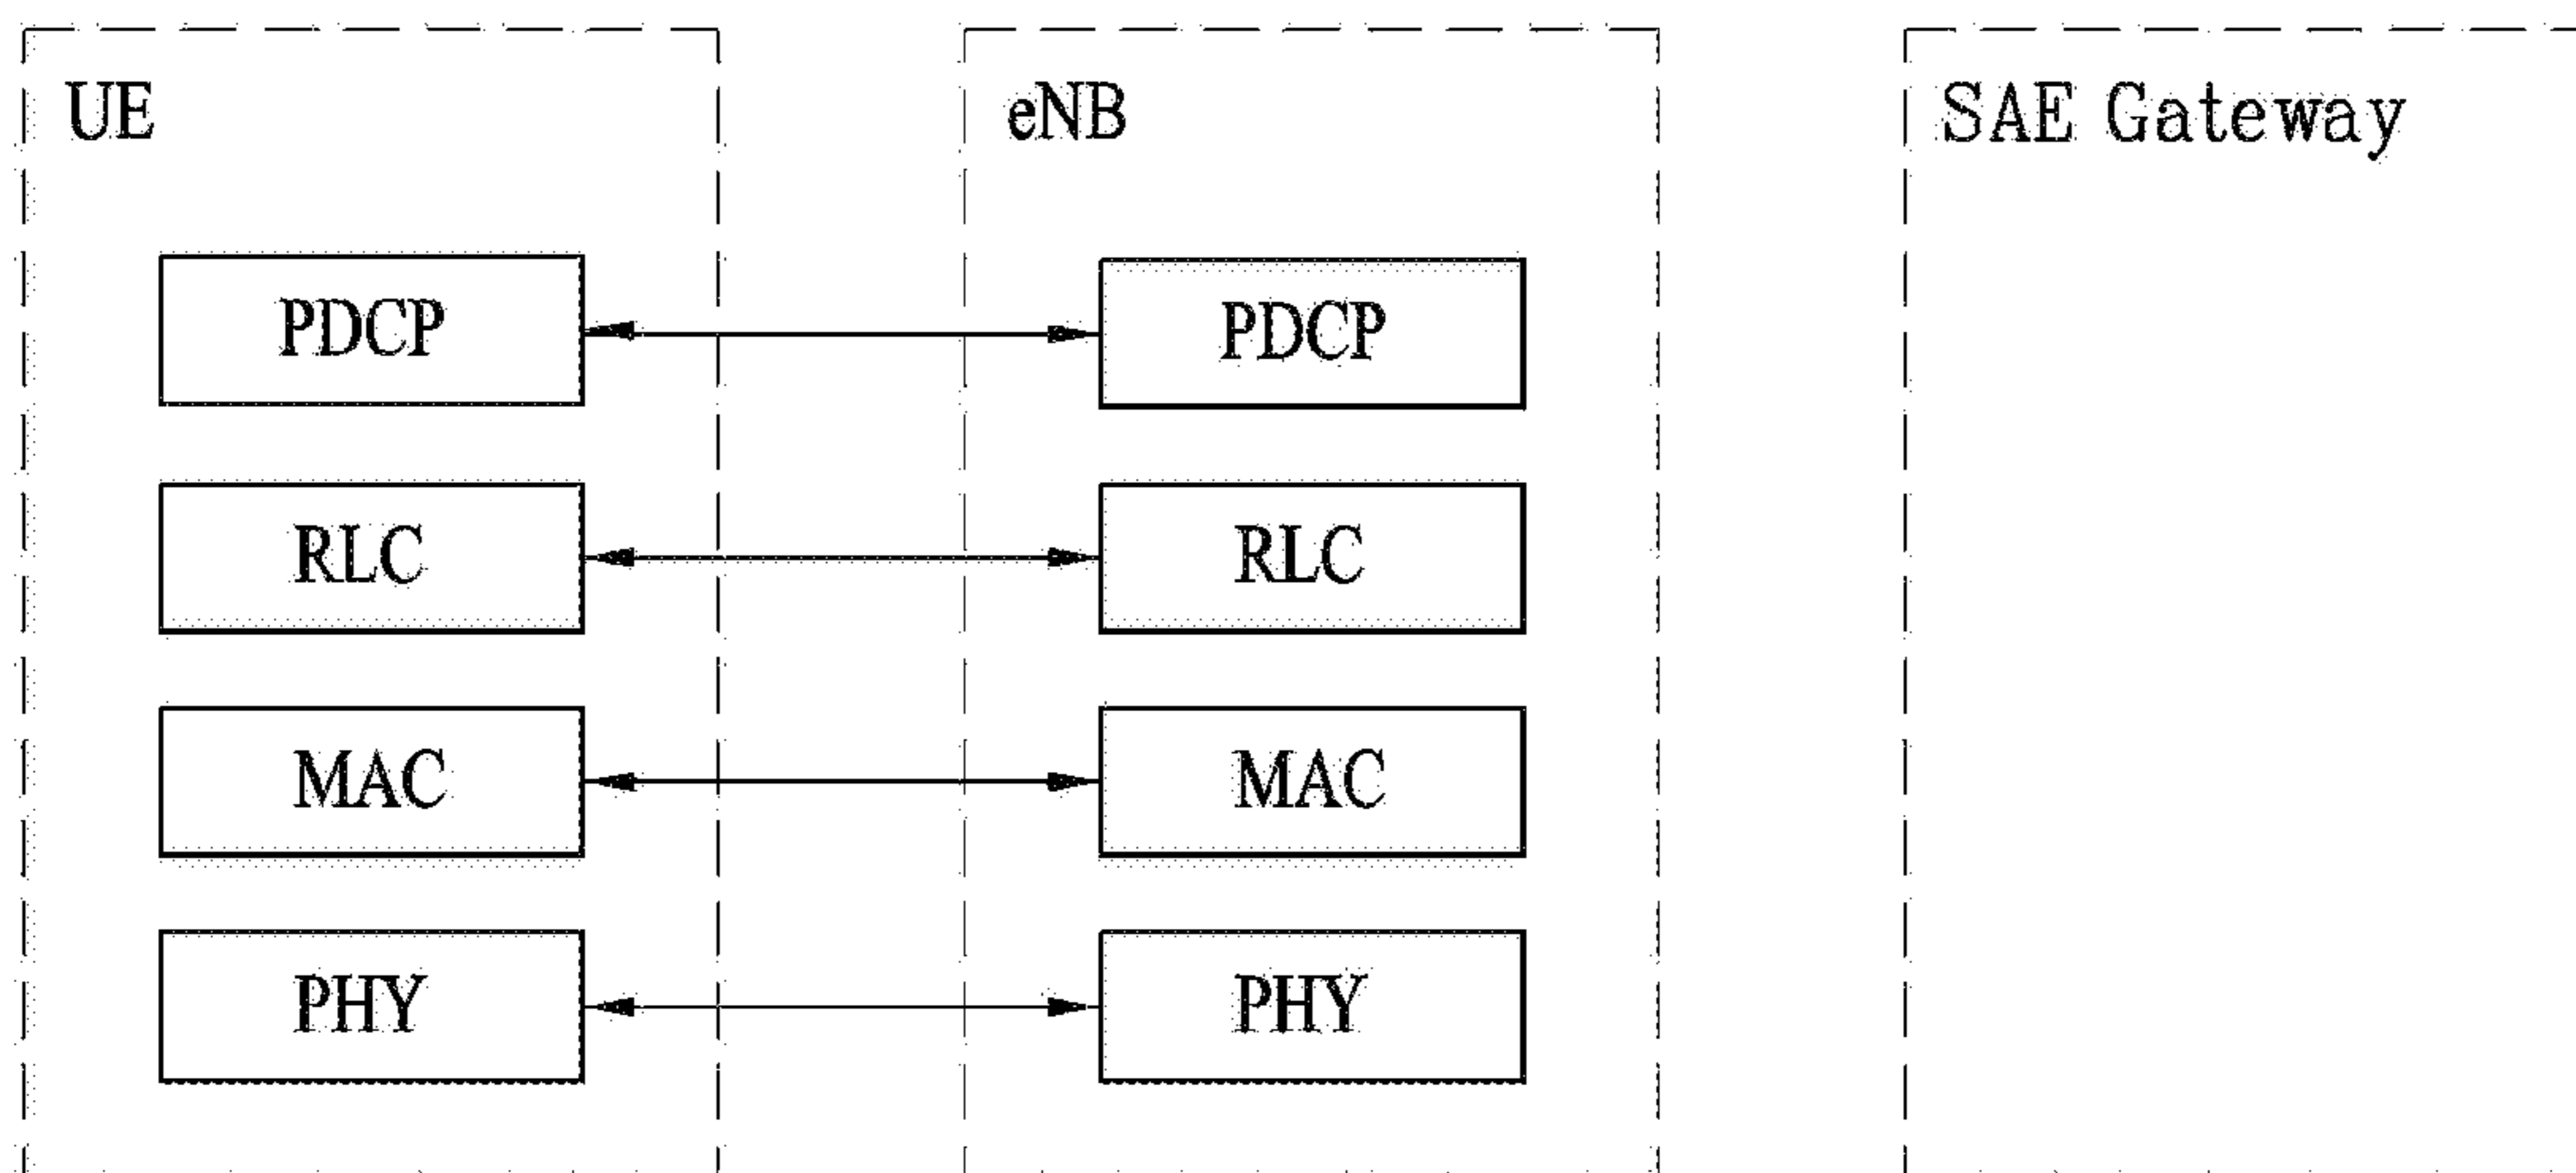 UE
eNB
SAE Gateway
PDCP
PDCP
RLC
RLC
MAC
MAC
PHY
PHY